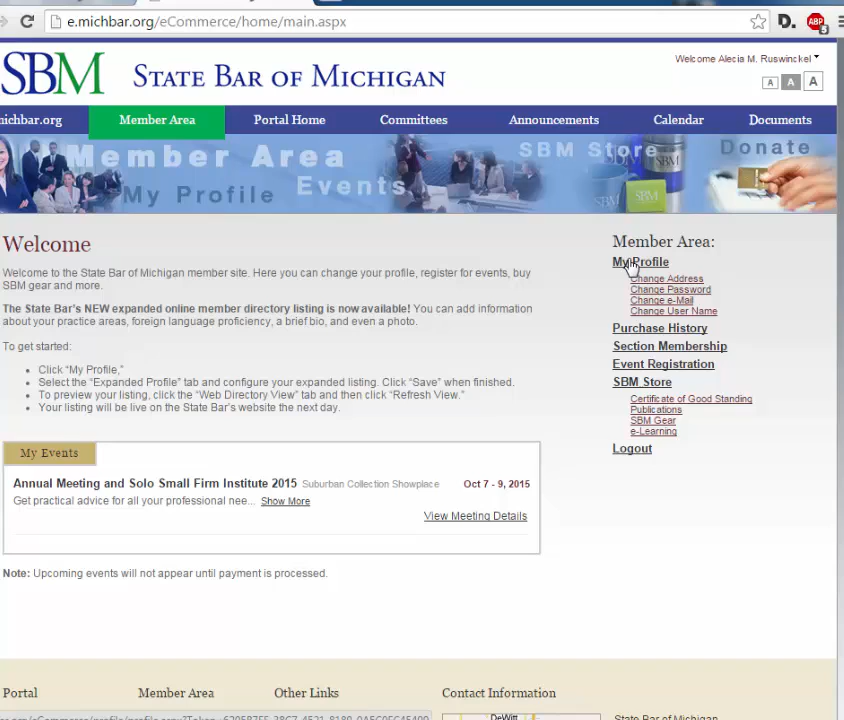 e.michbar.org/eCommerce/home/main.aspx
D.
ABP
5
SBM STATE BAR OF MICHIGAN
Welcome Alecia M. Ruswinckel
A A A
michbar.org Member Area Portal Home Committees Announcements Calendar Documents
Member Area SBM Store Donate
My Profile Events
SBM
SBM
Welcome
Welcome to the State Bar of Michigan member site. Here you can change your profile, register for events, buy
SBM gear and more.
The State Bar's NEW expanded online member directory listing is now available! You can add information
about your practice areas, foreign language proficiency, a brief bio, and even a photo.
To get started:
• Click "My Profile,"
• Select the "Expanded Profile" tab and configure your expanded listing. Click "Save" when finished.
• To preview your listing, click the "Web Directory View" tab and then click "Refresh View."
• Your listing will be live on the State Bar's website the next day.
My Events
Annual Meeting and Solo Small Firm Institute 2015 Suburban Collection Showplace Oct 7 - 9, 2015
Get practical advice for all your professional nee... Show More
View Meeting Details
Note: Upcoming events will not appear until payment is processed.
Member Area:
My Profile
Change Address
Change Password
Change e-Mail
Change User Name
Purchase History
Section Membership
Event Registration
SBM Store
Certificate of Good Standing
Publications
SBM Gear
e-Learning
Logout
Portal Member Area Other Links Contact Information
DeWitt
State Bar of Michigan